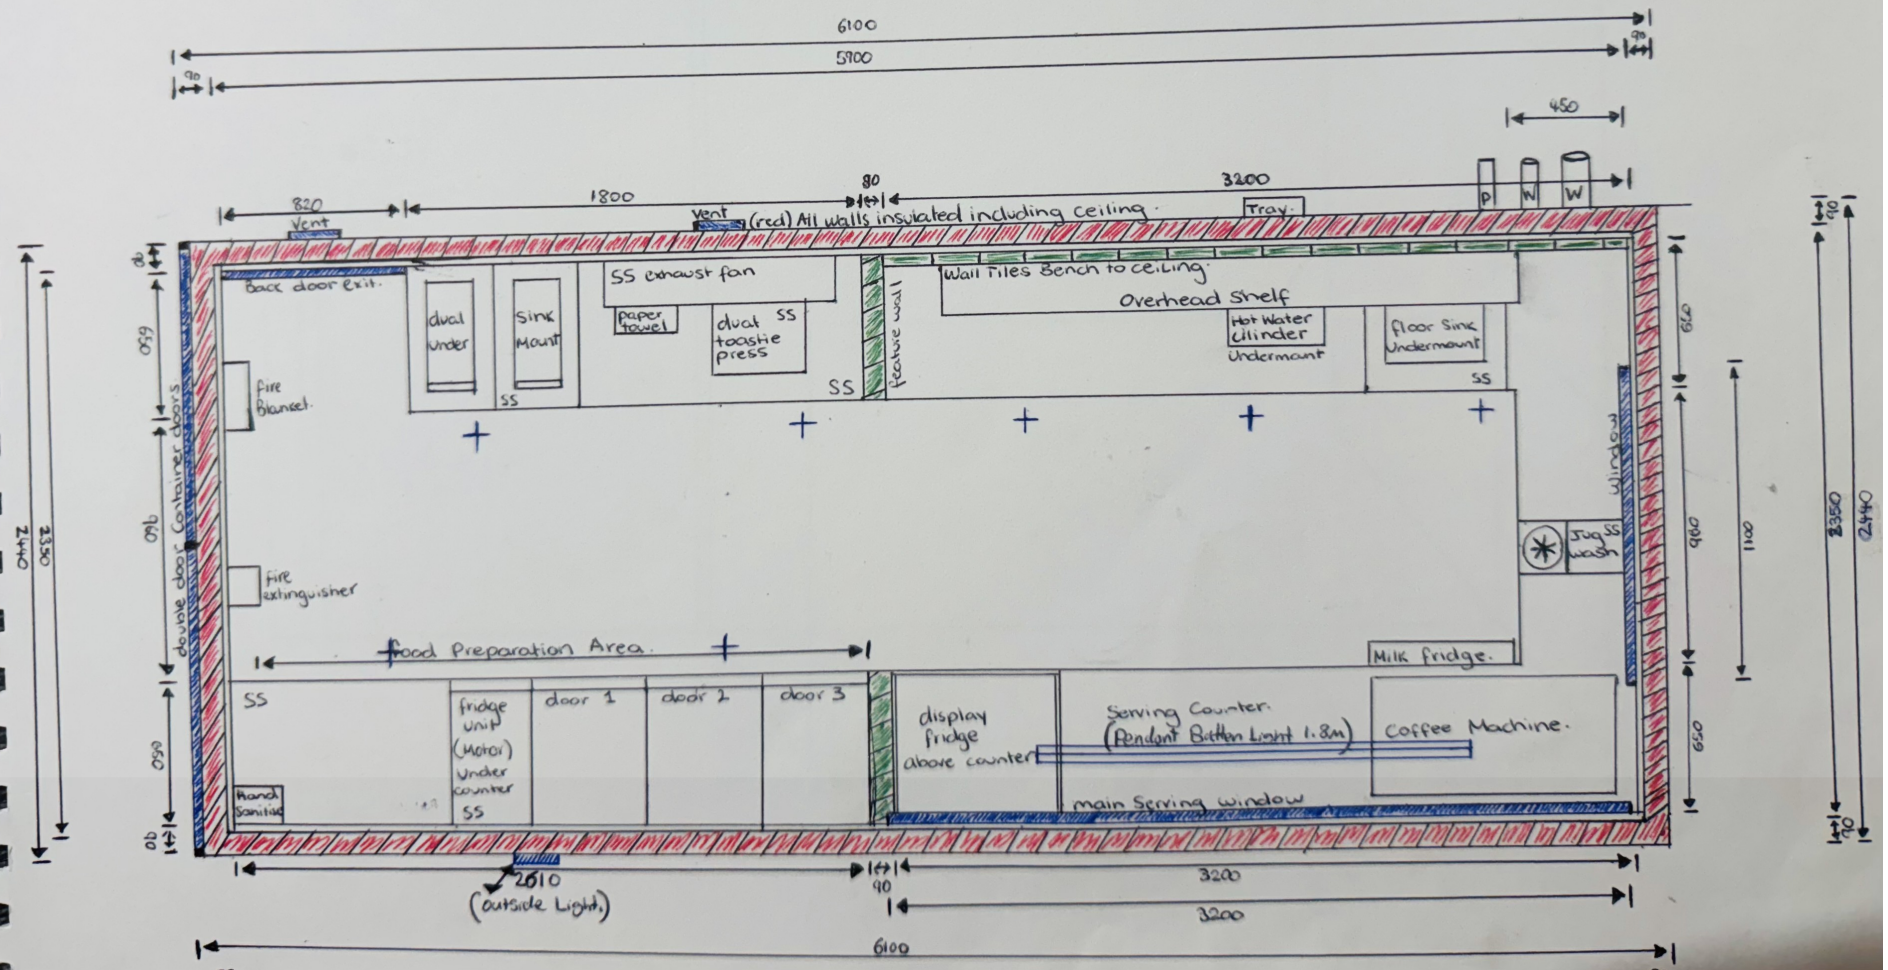 6100
5900
90
90
450
820
1800
80
3200
Vent
Vent
(red) All walls insulated including ceiling.
Tray.
P
W
W
90
90
Back door exit.
SS exhaust fan
Wall Tiles Bench to ceiling.
Overhead Shelf
dual
under
Sink
Mount
SS
paper
towel
dual SS
toastie
press
SS
feature wall
Hot Water
cilinder
Undermount
floor Sink
Undermount
SS
650
650
fire
Blanket.
double door Container doors
960
960
1100
2440
2350
2350
2440
Window
Jug SS
wash
fire
extinguisher
food Preparation Area.
Milk fridge.
SS
fridge
unit
(Motor)
under
counter
SS
door 1
door 2
door 3
display
fridge
above counter
Serving Counter.
(Pendant Batten Light 1.8m)
Coffee Machine.
650
650
Hand
Sanitise
main Serving window
90
90
2610
(outside Light.)
90
3200
3200
6100